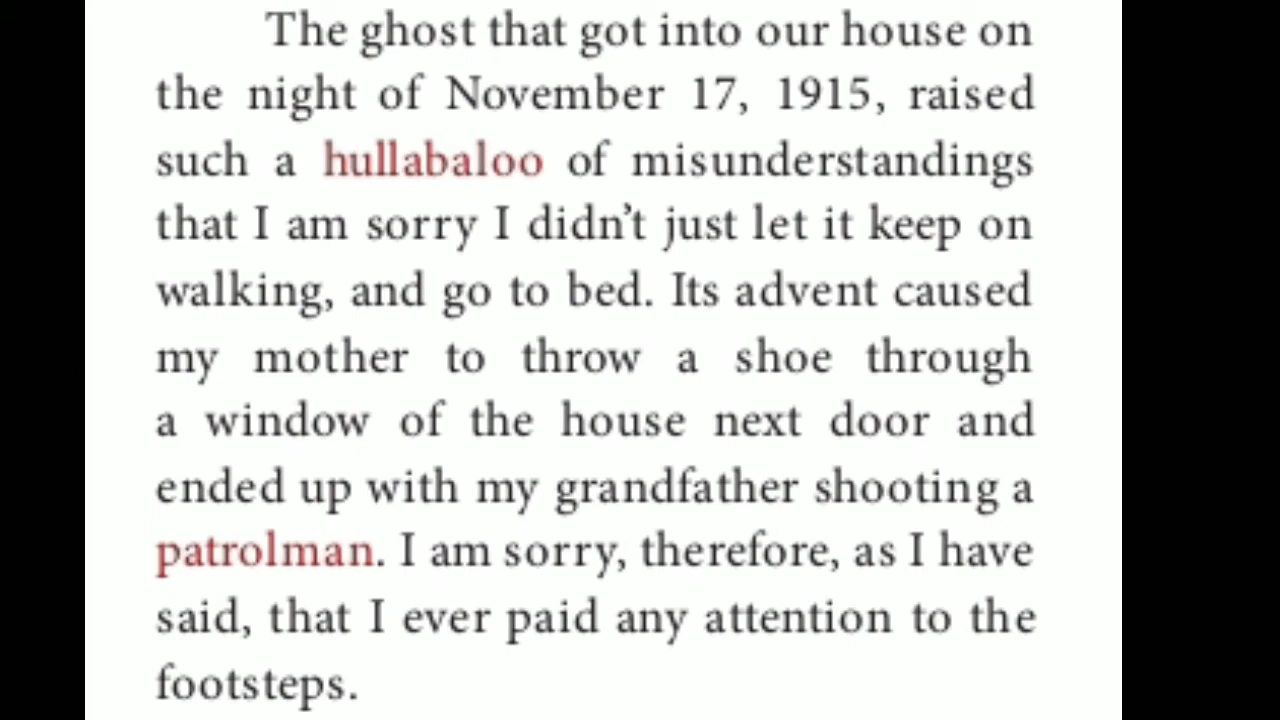 The ghost that got into our house on
the night of November 17, 1915, raised
such a hullabaloo of misunderstandings
that I am sorry I didn’t just let it keep on
walking, and go to bed. Its advent caused
my mother to throw a shoe through
a window of the house next door and
ended up with my grandfather shooting a
patrolman. I am sorry, therefore, as I have
said, that I ever paid any attention to the
footsteps.